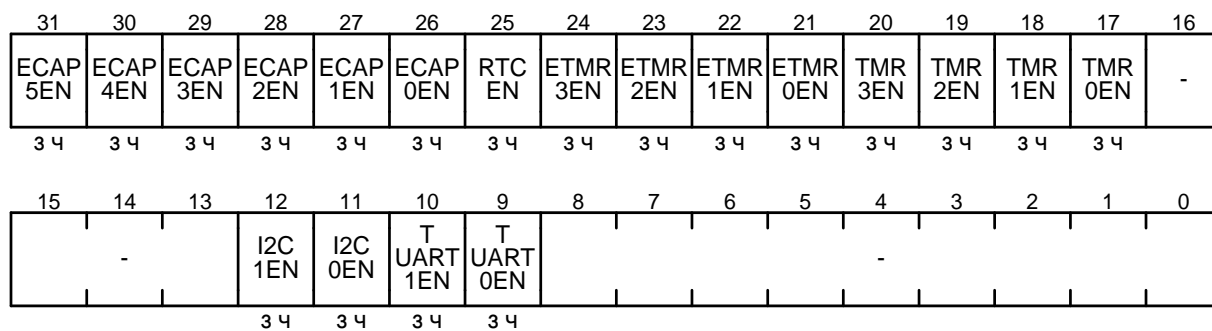 31 30 29 28 27 26 25 24 23 22 21 20 19 18 17 16
ECAP ECAP ECAP ECAP ECAP ECAP RTC ETMR ETMR ETMR ETMR TMR TMR TMR TMR -
5EN 4EN 3EN 2EN 1EN 0EN EN 3EN 2EN 1EN 0EN 3EN 2EN 1EN 0EN
З Ч З Ч З Ч З Ч З Ч З Ч З Ч З Ч З Ч З Ч З Ч З Ч З Ч З Ч З Ч
15 14 13 12 11 10 9 8 7 6 5 4 3 2 1 0
T T
- I2C I2C UART UART -
1EN 0EN 1EN 0EN
З Ч З Ч З Ч З Ч